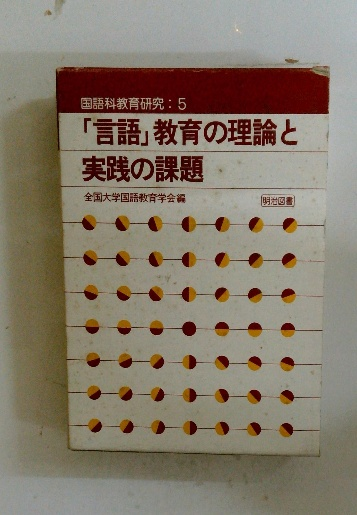 国語科教育研究：5
「言語」教育の理論と
実践の課題
全国大学国語教育学会編
明治図書